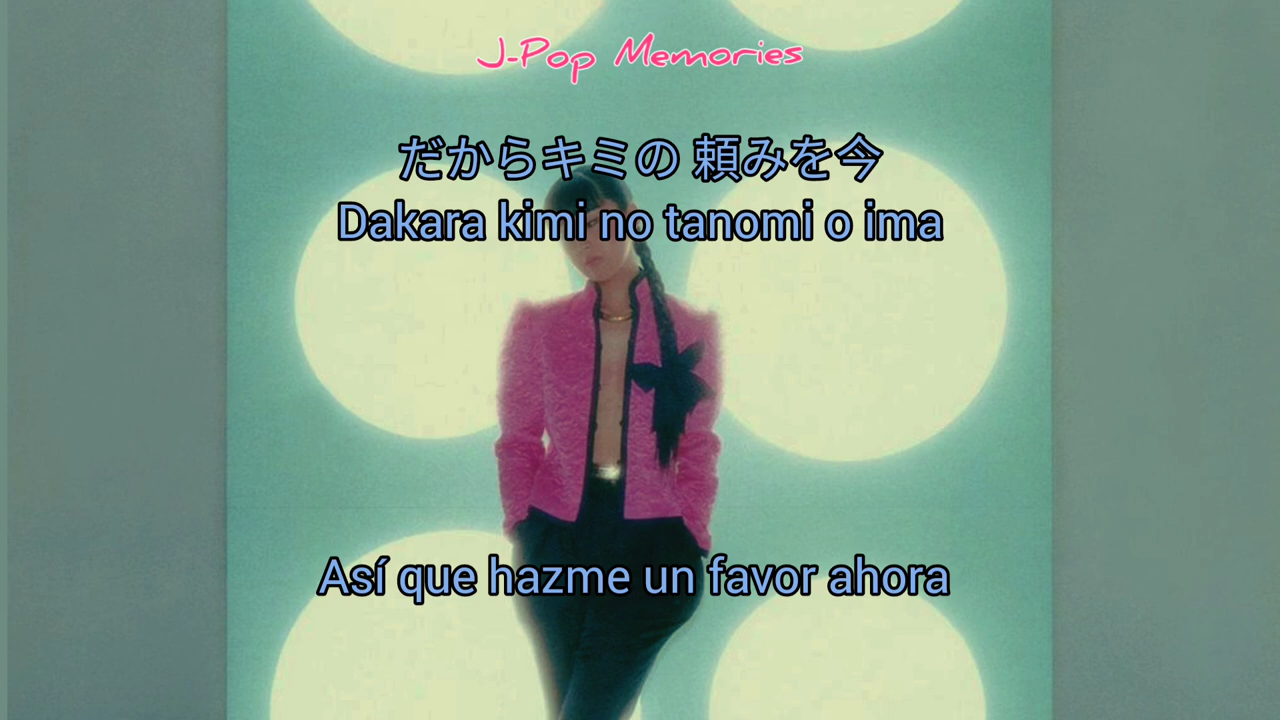 J-Pop Memories
だからキミの 頼みを今
Dakara kimi no tanomi o ima
Así que hazme un favor ahora